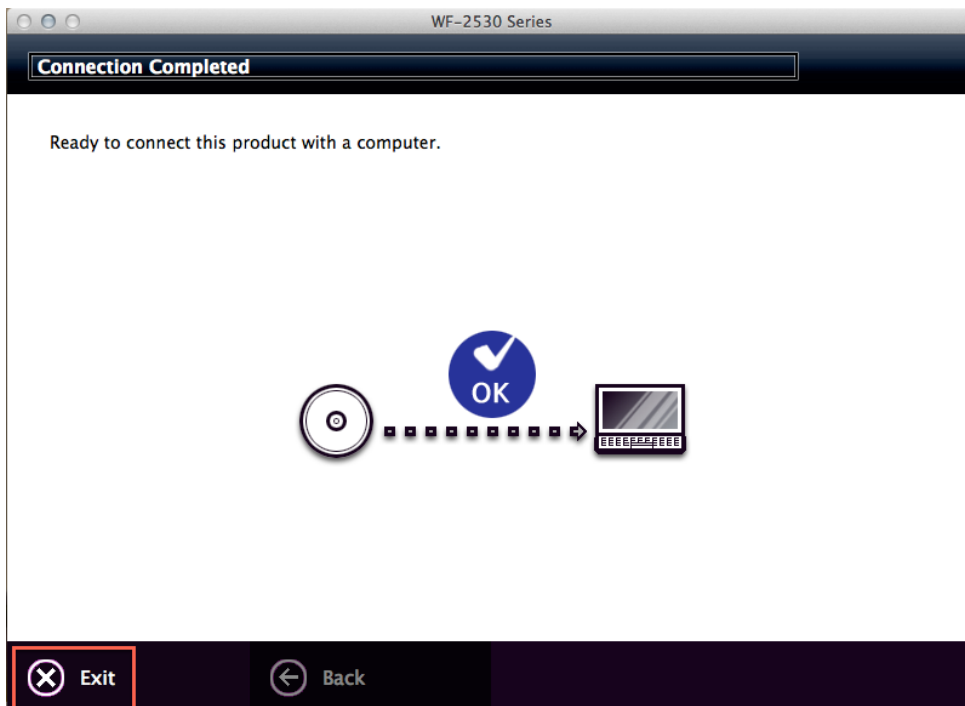 WF-2530 Series
Connection Completed
Ready to connect this product with a computer.
OK
Exit
Back